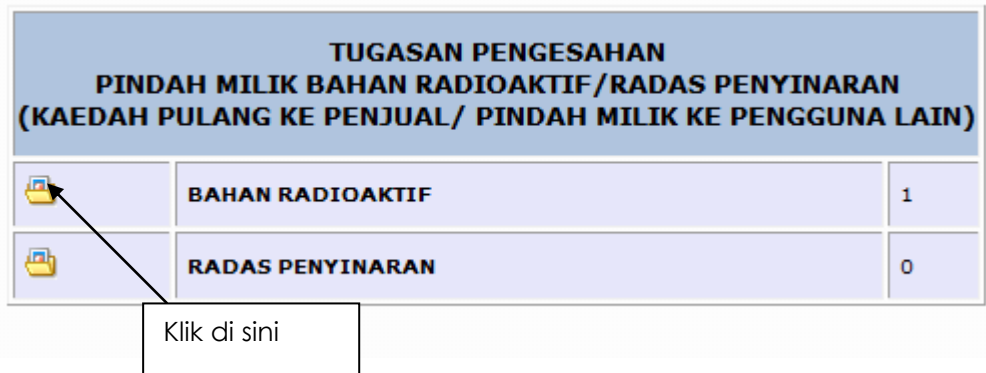 TUGASAN PENGESAHAN
PINDAH MILIK BAHAN RADIOAKTIF/RADAS PENYINARAN
(KAEDAH PULANG KE PENJUAL/ PINDAH MILIK KE PENGGUNA LAIN)
BAHAN RADIOAKTIF 1
RADAS PENYINARAN 0
Klik di sini